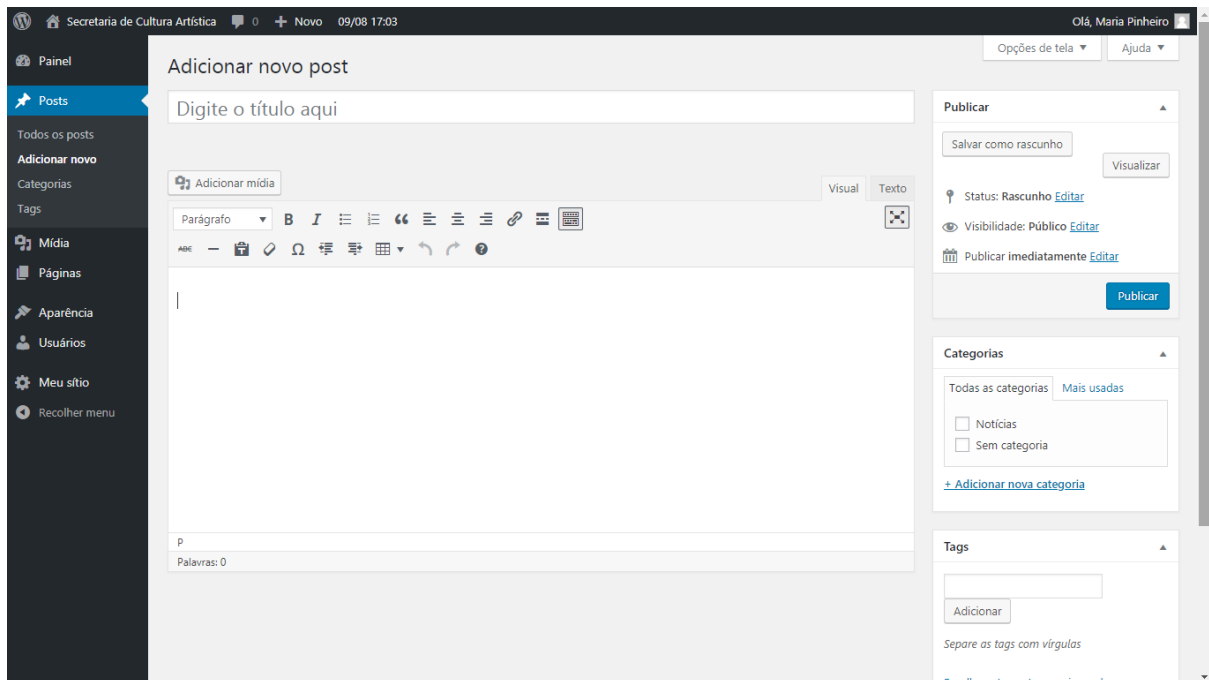 Secretaria de Cultura Artística 0 Novo 09/08 17:03 Olá, Maria Pinheiro
Opções de tela Ajuda
Painel
Posts
Todos os posts
Adicionar novo
Categorias
Tags
Mídia
Páginas
Aparência
Usuários
Meu sítio
Recolher menu
Adicionar novo post
Digite o título aqui
Adicionar mídia
Visual Texto
Parágrafo B I
ABC Ω
P
Palavras: 0
Publicar
Salvar como rascunho
Visualizar
Status: Rascunho Editar
Visibilidade: Público Editar
Publicar imediatamente Editar
Publicar
Categorias
Todas as categorias Mais usadas
Notícias
Sem categoria
+ Adicionar nova categoria
Tags
Adicionar
Separe as tags com vírgulas